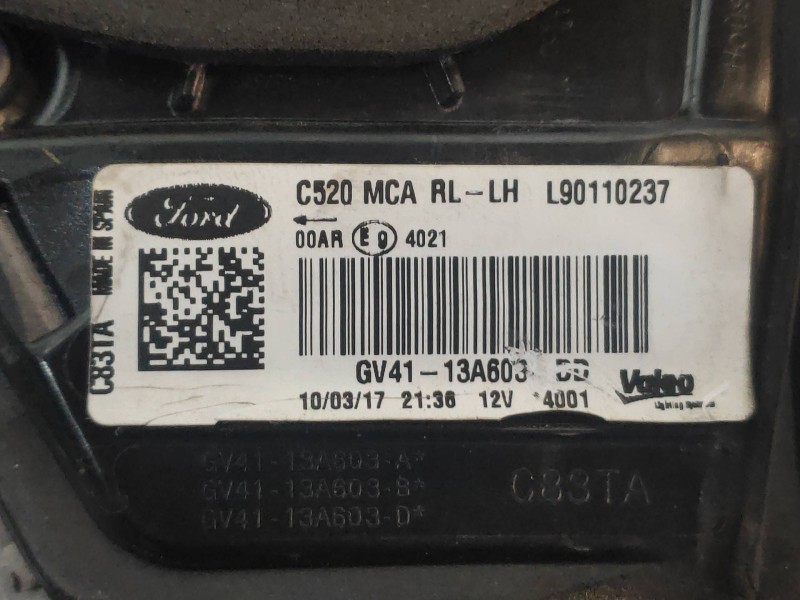 Ford
C520 MCA RL-LH L90110237
00AR E9 4021
MADE IN SPAIN
C83TA
GV41-13A603 DD
Valeo
10/03/17 21:36 12V 4001
GV41-13A603-A*
GV41-13A603-B*
GV41-13A603-D*
C83TA